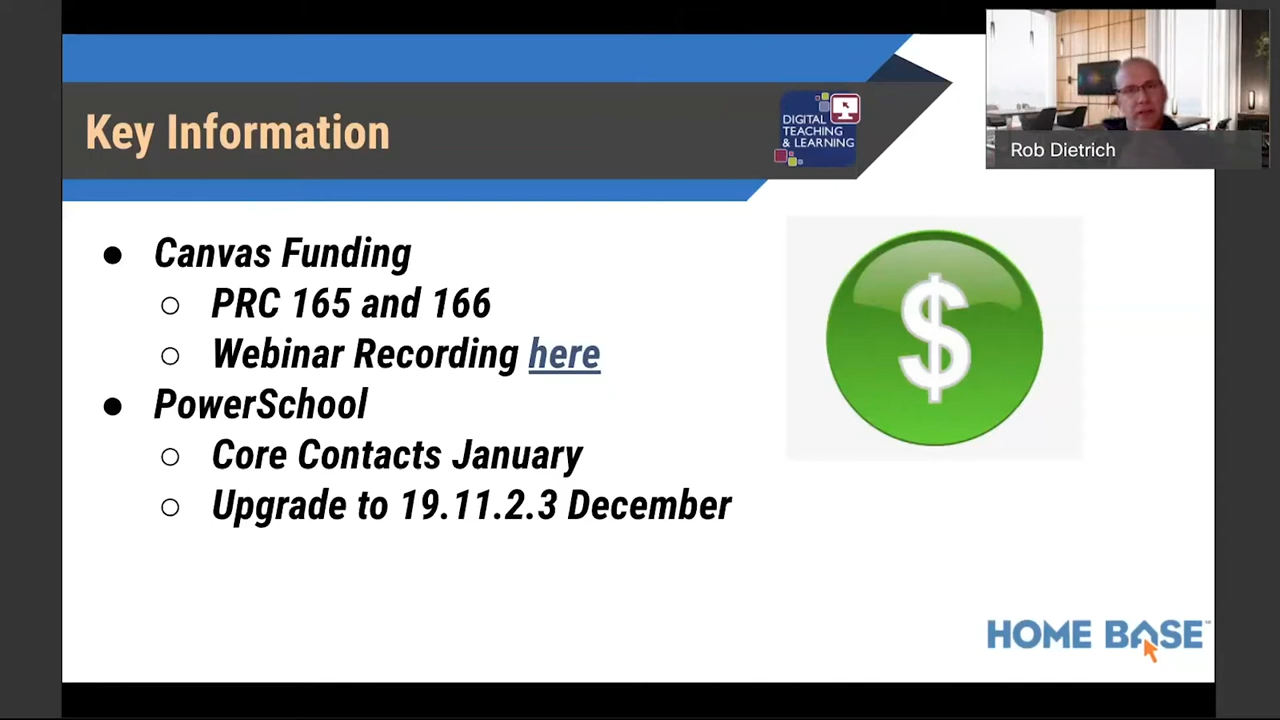 Key Information
DIGITAL
TEACHING
& LEARNING
Rob Dietrich
● Canvas Funding
○ PRC 165 and 166
○ Webinar Recording here
● PowerSchool
○ Core Contacts January
○ Upgrade to 19.11.2.3 December
$
HOME BASE